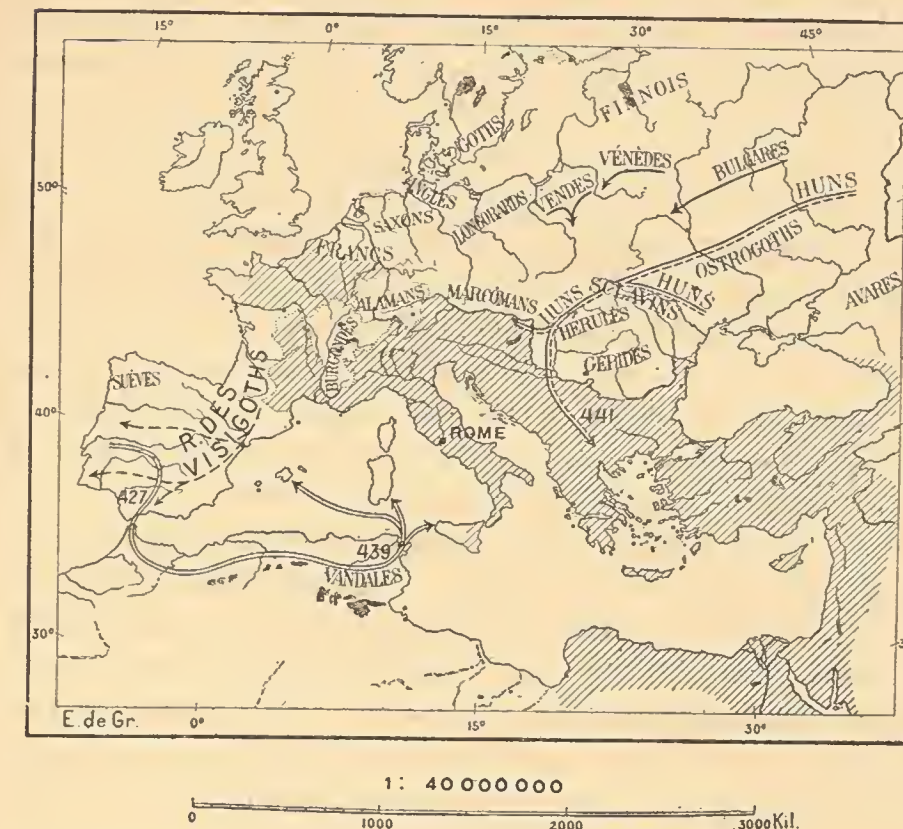 15° 0° 15° 30° 45°
FINNOIS
GOTHS
VÉNÈDES
BULGARES
50°
ANGLES
LONGOBARDS
VENDES
HUNS
SAXONS
FRANCS
OSTROGOTHS
ALAMANS
MARCOMANS
HUNS
SCLAVINS
HUNS
AVARES
HÉRULES
BURGONDES
GÉPIDES
SUÈVES
R. DES
VISIGOTHS
40°
ROME
441
427
439
VANDALES
30°
E. de Gr. 0° 15° 30°
1: 40 000 000
0 1000 2000 3000 Kil.